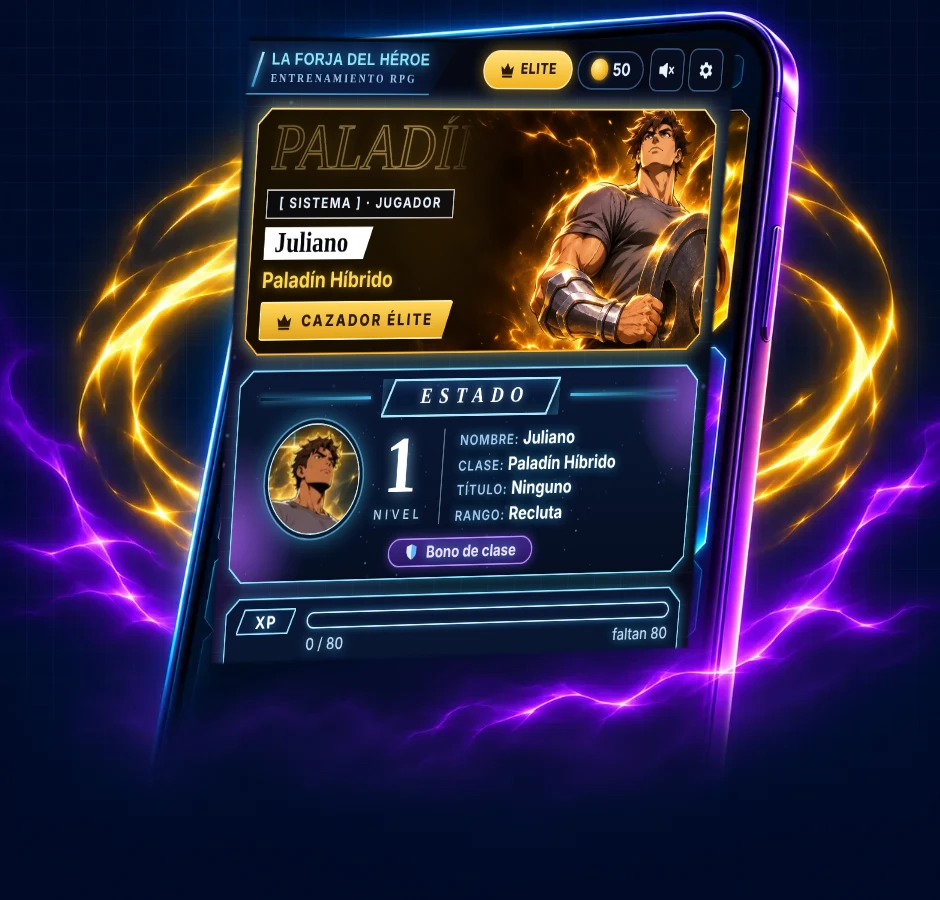 LA FORJA DEL HÉROE
ENTRENAMIENTO RPG
ELITE
50
PALADÍ
[ SISTEMA ] · JUGADOR
Juliano
Paladín Híbrido
CAZADOR ÉLITE
ESTADO
1
NIVEL
NOMBRE: Juliano
CLASE: Paladín Híbrido
TÍTULO: Ninguno
RANGO: Recluta
Bono de clase
XP
0 / 80
faltan 80